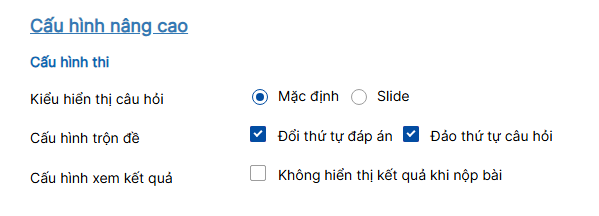 Cấu hình nâng cao
Cấu hình thi
Kiểu hiển thị câu hỏi Mặc định Slide
Cấu hình trộn đề Đổi thứ tự đáp án Đảo thứ tự câu hỏi
Cấu hình xem kết quả Không hiển thị kết quả khi nộp bài